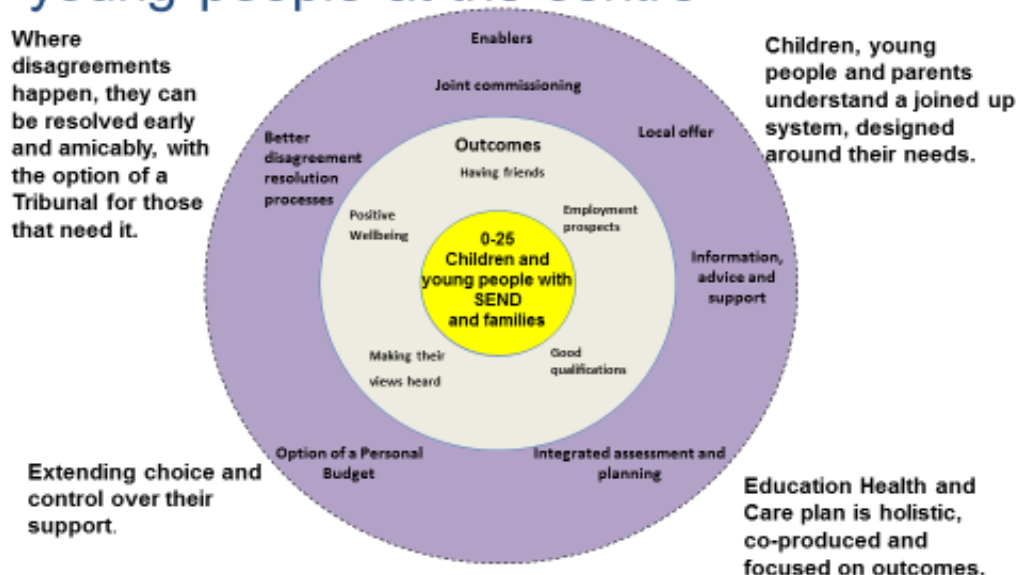 young people at the centre
Where
disagreements
happen, they can
be resolved early
and amicably, with
the option of a
Tribunal for those
that need it.
Enablers
Joint commissioning
Local offer
Children, young
people and parents
understand a joined up
system, designed
around their needs.
Better
disagreement
resolution
processes
Outcomes
Having friends
Positive
Wellbeing
Employment
prospects
0-25
Children and
young people with
SEND
and families
Information,
advice and
support
Making their
views heard
Good
qualifications
Option of a Personal
Budget
Integrated assessment and
planning
Extending choice and
control over their
support.
Education Health and
Care plan is holistic,
co-produced and
focused on outcomes.